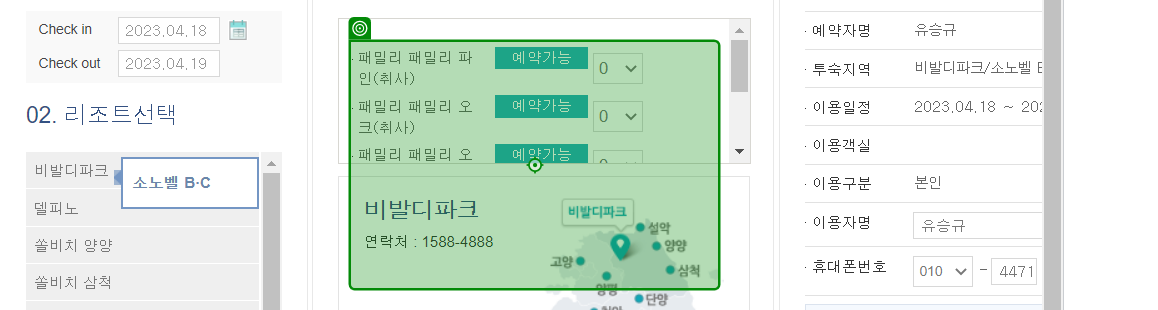 Check in 2023.04.18
Check out 2023.04.19
02. 리조트선택
비발디파크
소노벨 B·C
델피노
쏠비치 양양
쏠비치 삼척
· 패밀리 패밀리 파인(취사) 예약가능 0
· 패밀리 패밀리 오크(취사) 예약가능 0
· 패밀리 패밀리 오 예약가능 0
비발디파크
연락처 : 1588-4888
비발디파크
설악
양양
고양
삼척
양평
단양
· 예약자명 유승규
· 투숙지역 비발디파크/소노벨
· 이용일정 2023.04.18 ~ 202
· 이용객실
· 이용구분 본인
· 이용자명 유승규
· 휴대폰번호 010 - 4471